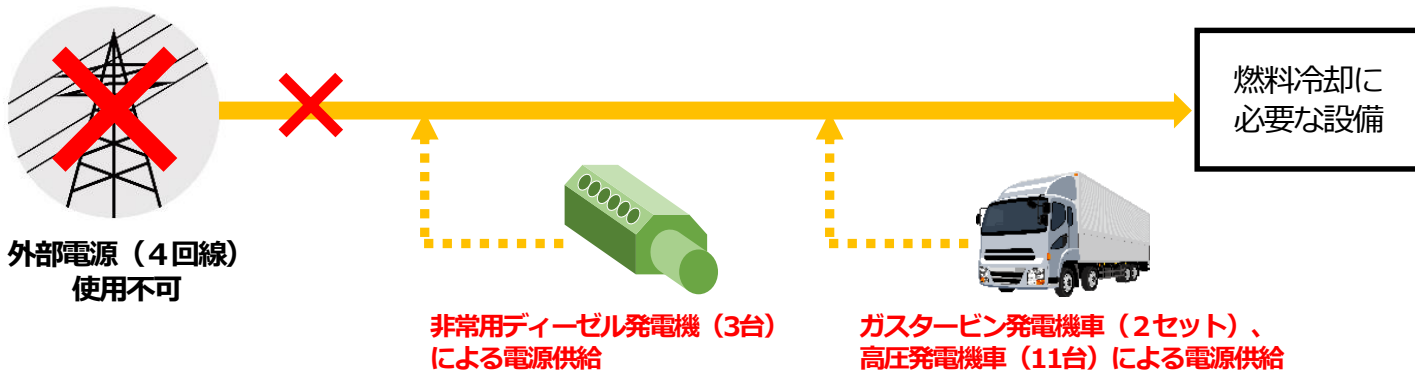 燃料冷却に
必要な設備
外部電源（４回線）
使用不可
非常用ディーゼル発電機（3台）
による電源供給
ガスタービン発電機車（２セット）、
高圧発電機車（11台）による電源供給